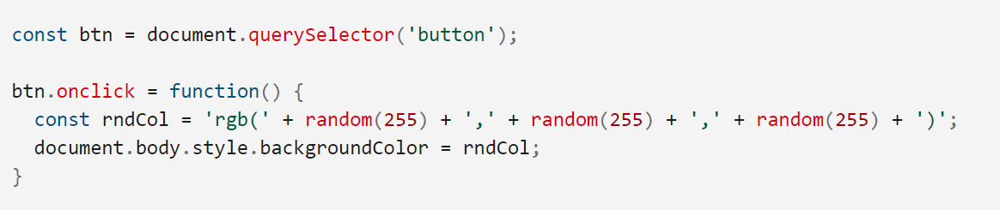 const btn = document.querySelector('button');

btn.onclick = function() {
  const rndCol = 'rgb(' + random(255) + ',' + random(255) + ',' + random(255) + ')';
  document.body.style.backgroundColor = rndCol;
}